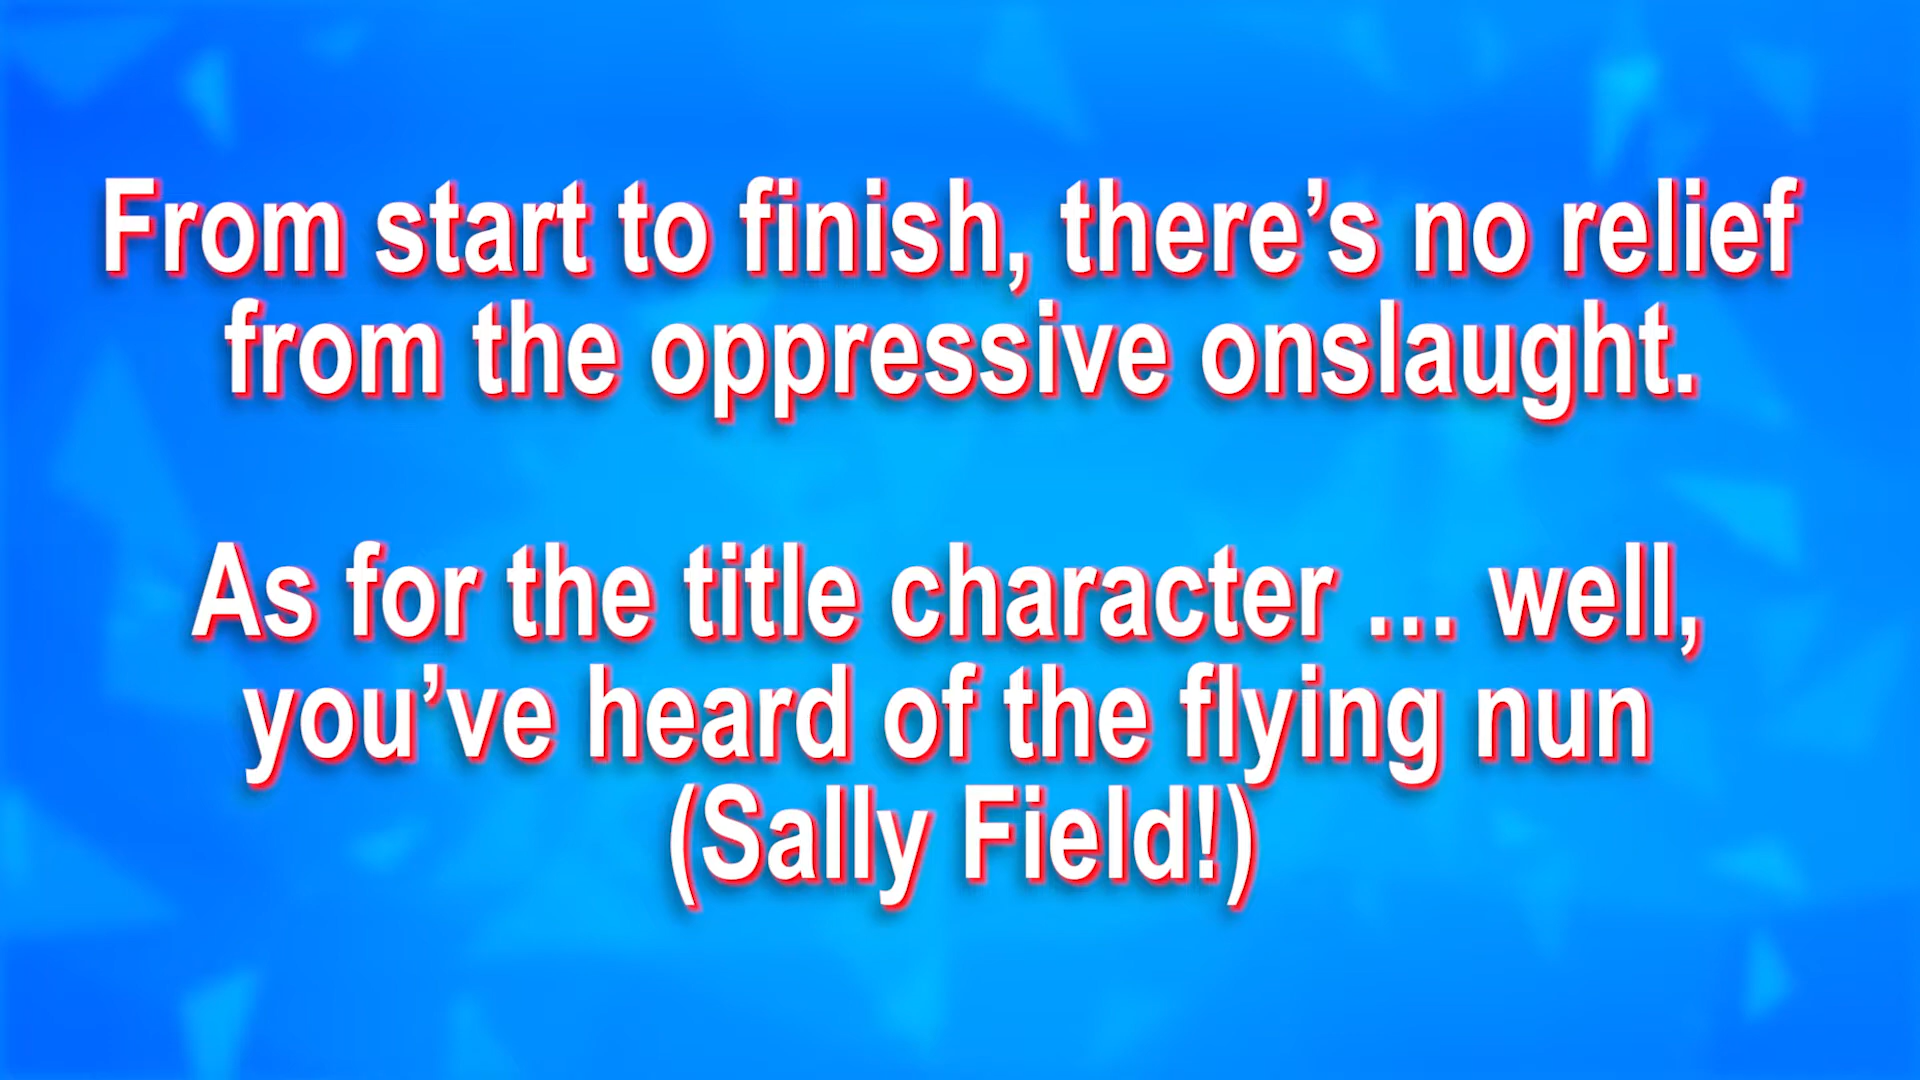 From start to finish, there’s no relief
from the oppressive onslaught.
As for the title character ... well,
you’ve heard of the flying nun
(Sally Field!)